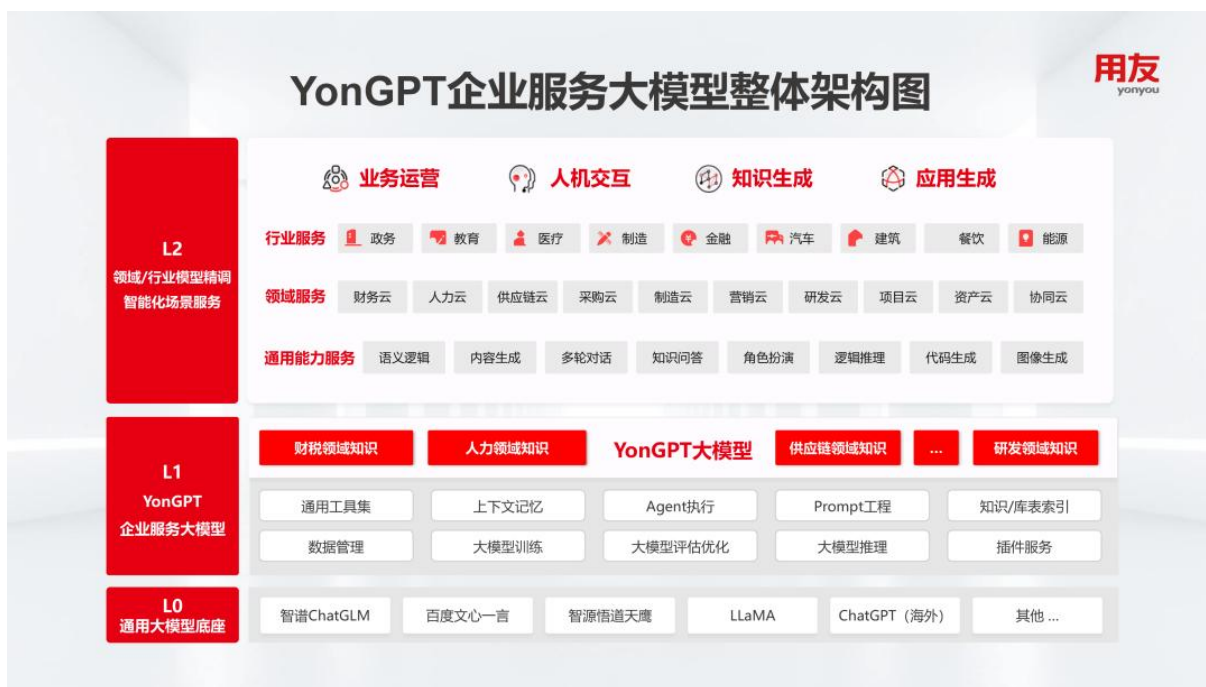 用友
yonyou
YonGPT企业服务大模型整体架构图
L2
领域/行业模型精调
智能化场景服务
业务运营 人机交互 知识生成 应用生成
行业服务 政务 教育 医疗 制造 金融 汽车 建筑 餐饮 能源
领域服务 财务云 人力云 供应链云 采购云 制造云 营销云 研发云 项目云 资产云 协同云
通用能力服务 语义逻辑 内容生成 多轮对话 知识问答 角色扮演 逻辑推理 代码生成 图像生成
L1
YonGPT
企业服务大模型
财税领域知识 人力领域知识 YonGPT大模型 供应链领域知识 ... 研发领域知识
通用工具集 上下文记忆 Agent执行 Prompt工程 知识/库表索引
数据管理 大模型训练 大模型评估优化 大模型推理 插件服务
L0
通用大模型底座
智谱ChatGLM 百度文心一言 智源悟道天鹰 LLaMA ChatGPT（海外） 其他 ...